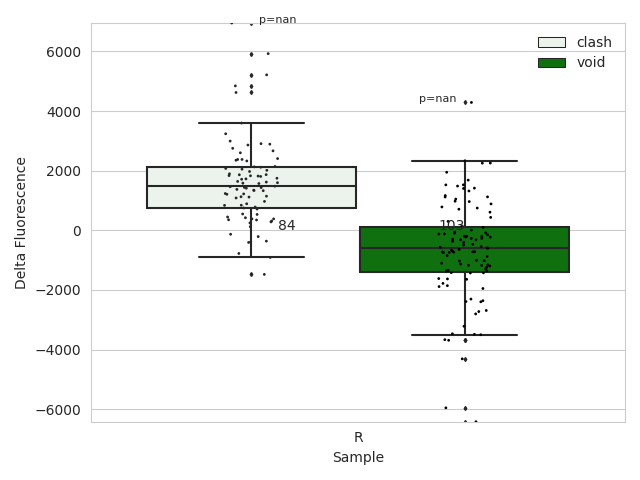 p=nan
6000
clash
void
4000
p=nan
2000
0
84
103
-2000
-4000
-6000
Delta Fluorescence
R
Sample